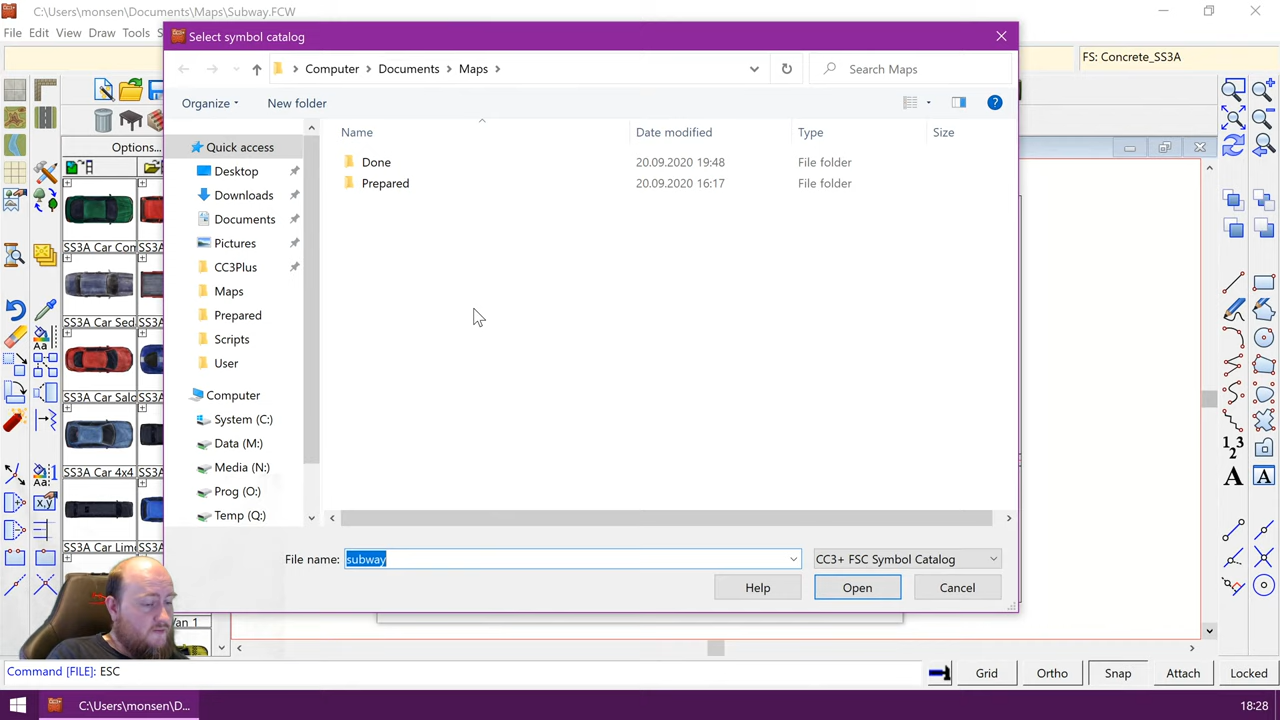 C:\Users\monsen\Documents\Maps\Subway.FCW
File Edit View Draw Tools
Select symbol catalog
FS: Concrete_SS3A
Computer > Documents > Maps >
Search Maps
Organize
New folder
Options...
Name
Date modified
Type
Size
Quick access
Desktop
Downloads
Documents
Pictures
CC3Plus
Maps
Prepared
Scripts
User
Computer
System (C:)
Data (M:)
Media (N:)
Prog (O:)
Temp (Q:)
Done 20.09.2020 19:48 File folder
Prepared 20.09.2020 16:17 File folder
SS3A Car Com
SS3A Car Sed
SS3A Car Salo
SS3A Car 4x4
SS3A Car Lim
Van 1
File name: subway
CC3+ FSC Symbol Catalog
Help
Open
Cancel
Command [FILE]: ESC
Grid
Ortho
Snap
Attach
Locked
C:\Users\monsen\D...
18:28